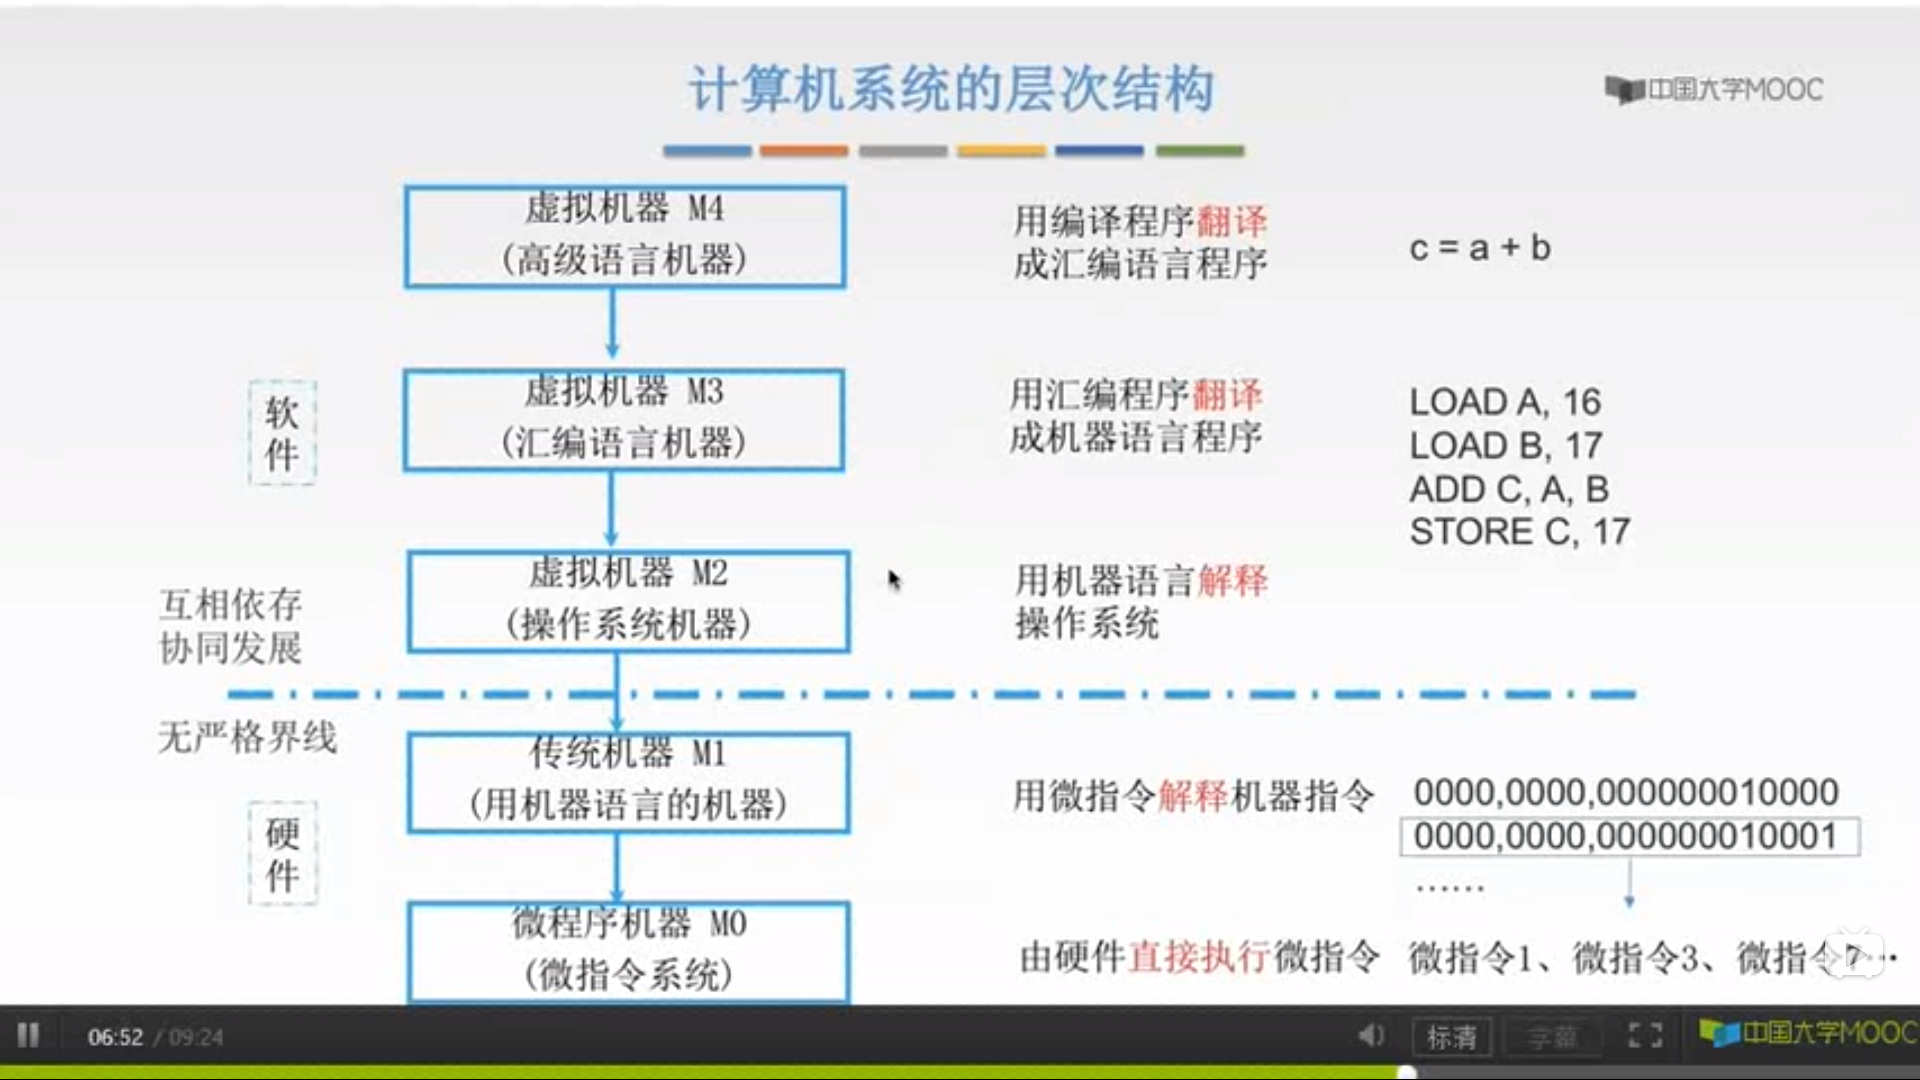 计算机系统的层次结构
中国大学MOOC
虚拟机器 M4
(高级语言机器)
用编译程序翻译
成汇编语言程序
c = a + b
软
件
虚拟机器 M3
(汇编语言机器)
用汇编程序翻译
成机器语言程序
LOAD A, 16
LOAD B, 17
ADD C, A, B
STORE C, 17
互相依存
协同发展
虚拟机器 M2
(操作系统机器)
用机器语言解释
操作系统
无严格界线
硬
件
传统机器 M1
(用机器语言的机器)
用微指令解释机器指令
0000,0000,000000010000
0000,0000,000000010001
······
微程序机器 M0
(微指令系统)
由硬件直接执行微指令
微指令1、微指令3、微指令7···
06:52 / 09:24
标清
字幕
中国大学MOOC